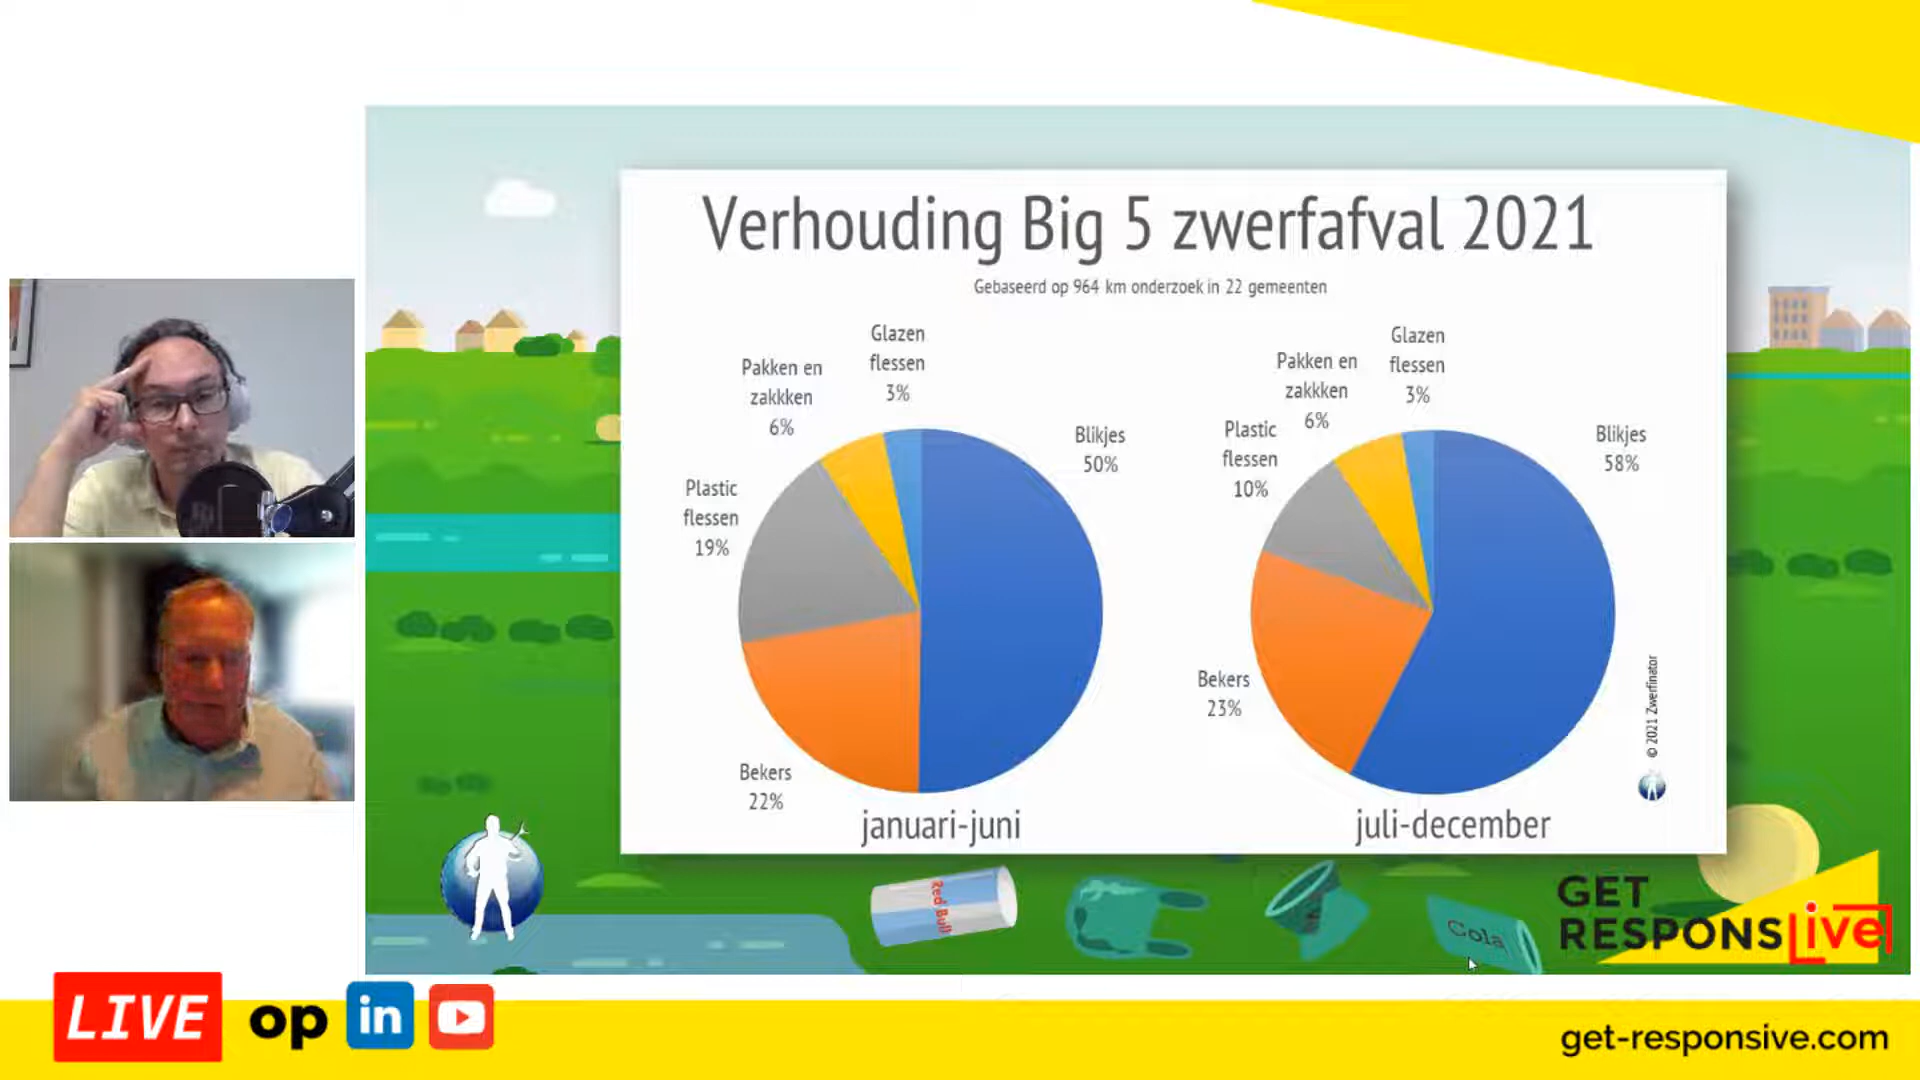 Verhouding Big 5 zwerfafval 2021
Gebaseerd op 964 km onderzoek in 22 gemeenten
Glazen
flessen
3%
Pakken en
zakkken
6%
Plastic
flessen
19%
Blikjes
50%
Bekers
22%
januari-juni
Glazen
flessen
3%
Pakken en
zakkken
6%
Plastic
flessen
10%
Blikjes
58%
Bekers
23%
juli-december
© 2021 Zwerfinator
Red Bull
Cola
GET
RESPONSLive
LIVE op in
get-responsive.com